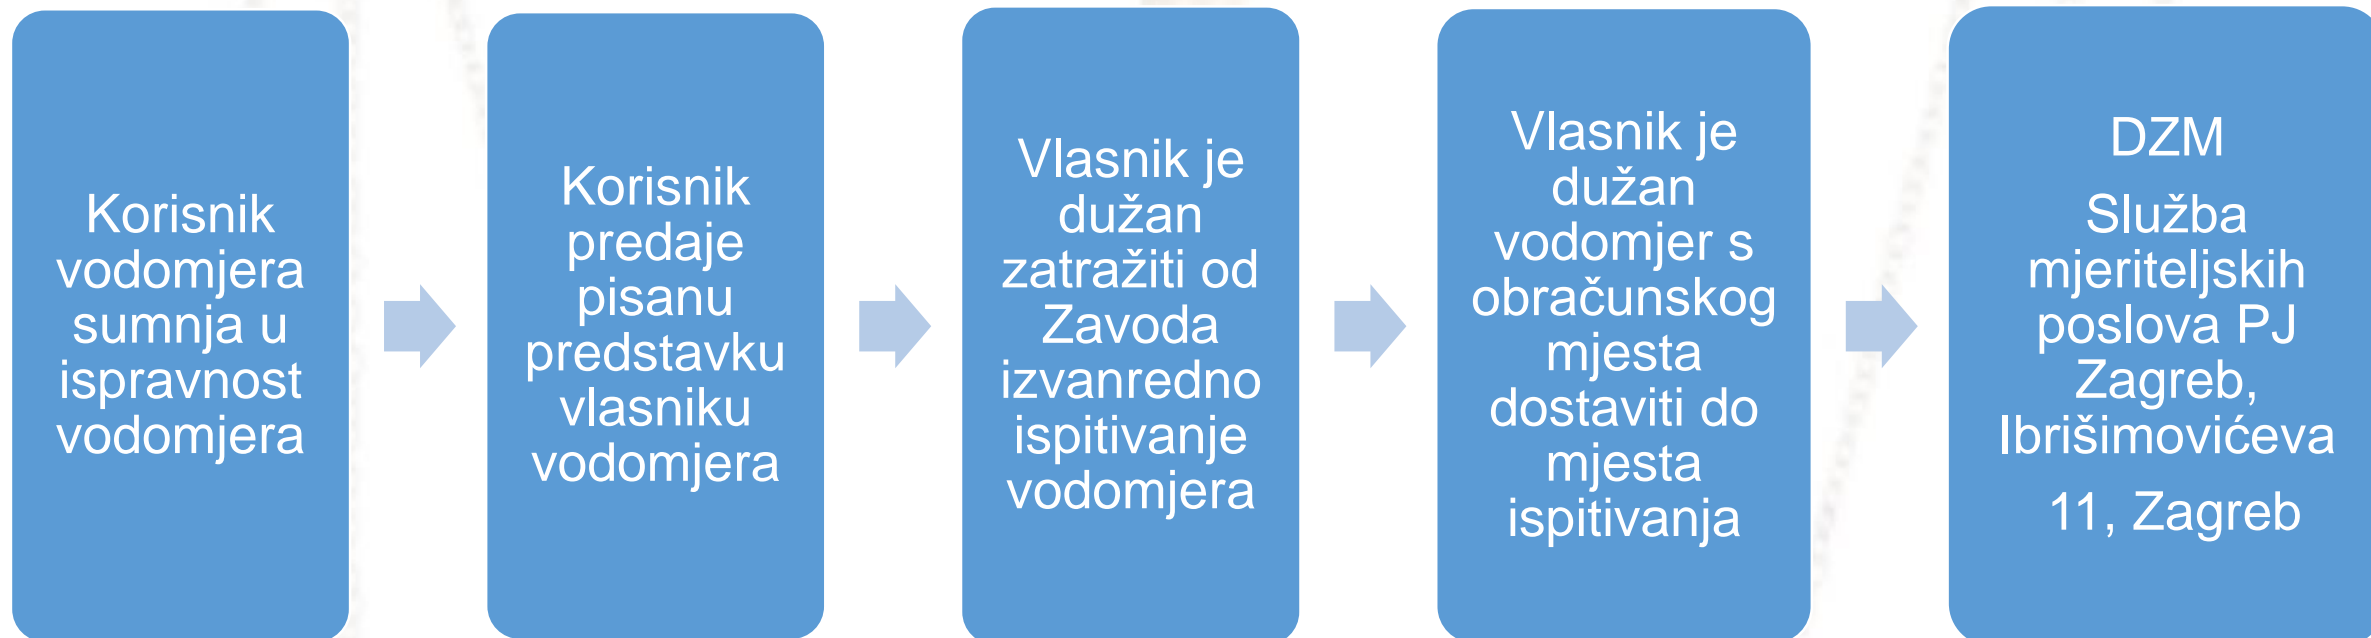 Korisnik
vodomjera
sumnja u
ispravnost
vodomjera
Korisnik
predaje
pisanu
predstavku
vlasniku
vodomjera
Vlasnik je
dužan
zatražiti od
Zavoda
izvanredno
ispitivanje
vodomjera
Vlasnik je
dužan
vodomjer s
obračunskog
mjesta
dostaviti do
mjesta
ispitivanja
DZM
Služba
mjeriteljskih
poslova PJ
Zagreb,
Ibrišimovićeva
11, Zagreb